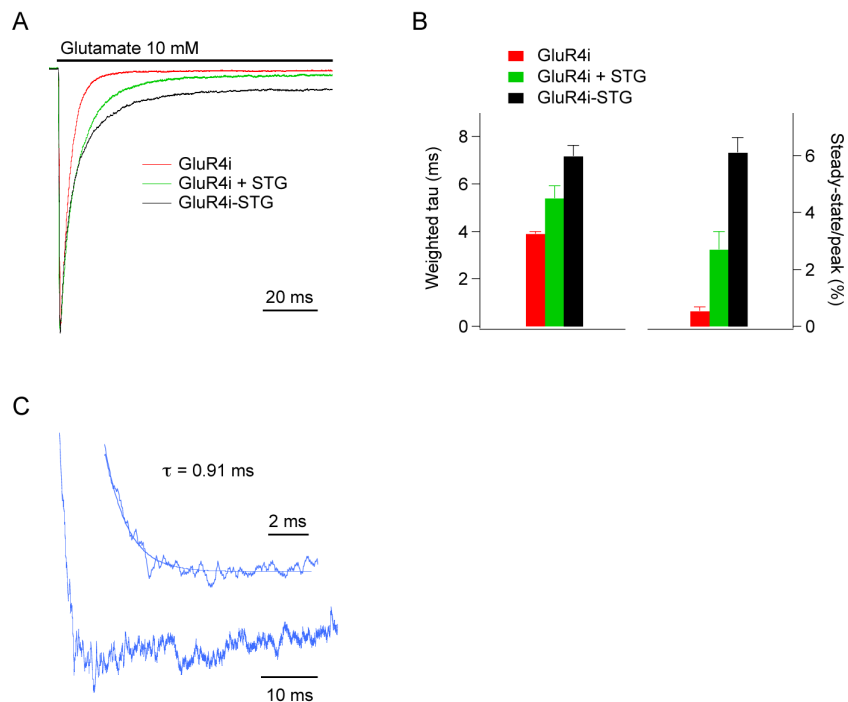 A
Glutamate 10 mM
GluR4i
GluR4i + STG
GluR4i-STG
20 ms
B
GluR4i
GluR4i + STG
GluR4i-STG
Weighted tau (ms)
8
6
4
2
0
Steady-state/peak (%)
6
4
2
0
C
τ = 0.91 ms
2 ms
10 ms